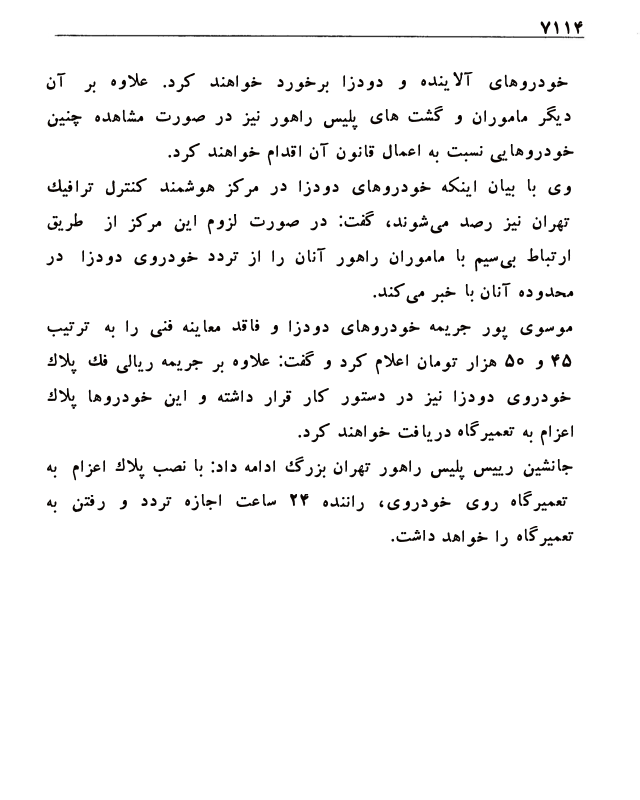 ۷۱۱۴
خودروهای آلاینده و دودزا برخورد خواهند کرد. علاوه بر آن
دیگر ماموران و گشت های پلیس راهور نیز در صورت مشاهده چنین
خودروهایی نسبت به اعمال قانون آن اقدام خواهند کرد.
وی با بیان اینکه خودروهای دودزا در مرکز هوشمند کنترل ترافیك
تهران نیز رصد می‌شوند، گفت: در صورت لزوم این مرکز از طریق
ارتباط بی‌سیم با ماموران راهور آنان را از تردد خودروی دودزا در
محدوده آنان با خبر می‌کند.
موسوی پور جریمه خودروهای دودزا و فاقد معاینه فنی را به ترتیب
۴۵ و ۵۰ هزار تومان اعلام کرد و گفت: علاوه بر جریمه ریالی فك پلاك
خودروی دودزا نیز در دستور کار قرار داشته و این خودروها پلاك
اعزام به تعمیرگاه دریافت خواهند کرد.
جانشین رییس پلیس راهور تهران بزرگ ادامه داد: با نصب پلاك اعزام به
تعمیرگاه روی خودروی، راننده ۲۴ ساعت اجازه تردد و رفتن به
تعمیرگاه را خواهد داشت.